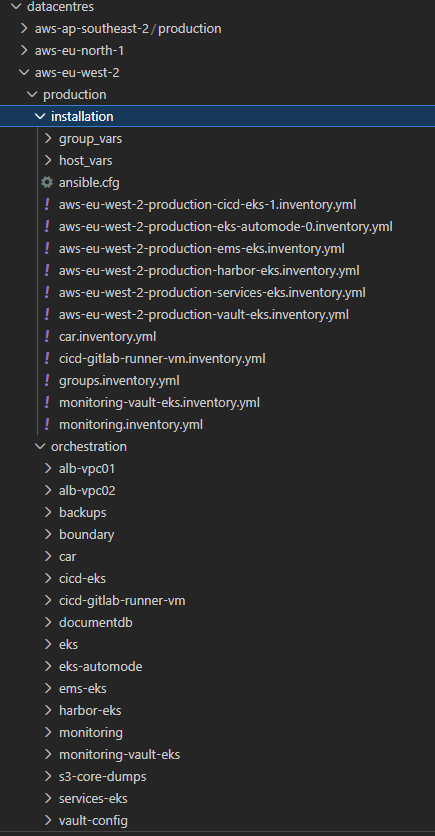 datacentres
aws-ap-southeast-2/production
aws-eu-north-1
aws-eu-west-2
production
installation
group_vars
host_vars
ansible.cfg
! aws-eu-west-2-production-cicd-eks-1.inventory.yml
! aws-eu-west-2-production-eks-automode-0.inventory.yml
! aws-eu-west-2-production-ems-eks.inventory.yml
! aws-eu-west-2-production-harbor-eks.inventory.yml
! aws-eu-west-2-production-services-eks.inventory.yml
! aws-eu-west-2-production-vault-eks.inventory.yml
! car.inventory.yml
! cicd-gitlab-runner-vm.inventory.yml
! groups.inventory.yml
! monitoring-vault-eks.inventory.yml
! monitoring.inventory.yml
orchestration
alb-vpc01
alb-vpc02
backups
boundary
car
cicd-eks
cicd-gitlab-runner-vm
documentdb
eks
eks-automode
ems-eks
harbor-eks
monitoring
monitoring-vault-eks
s3-core-dumps
services-eks
vault-config